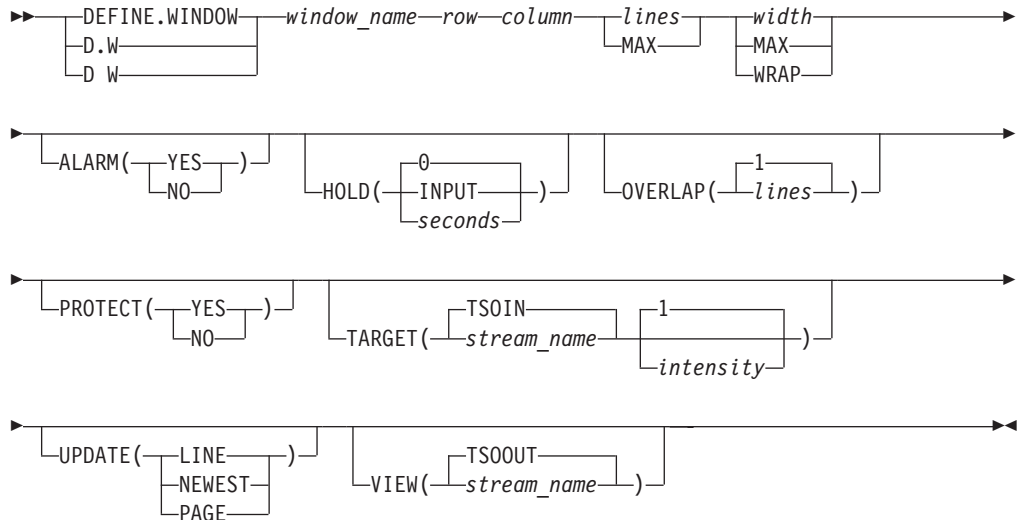 DEFINE.WINDOW window_name row column lines width
D.W MAX MAX
D W WRAP
ALARM( YES ) HOLD( 0 ) OVERLAP( 1 )
NO INPUT lines
seconds
PROTECT( YES ) TARGET( TSOIN 1 )
NO stream_name
intensity
UPDATE( LINE ) VIEW( TSOOUT )
NEWEST stream_name
PAGE